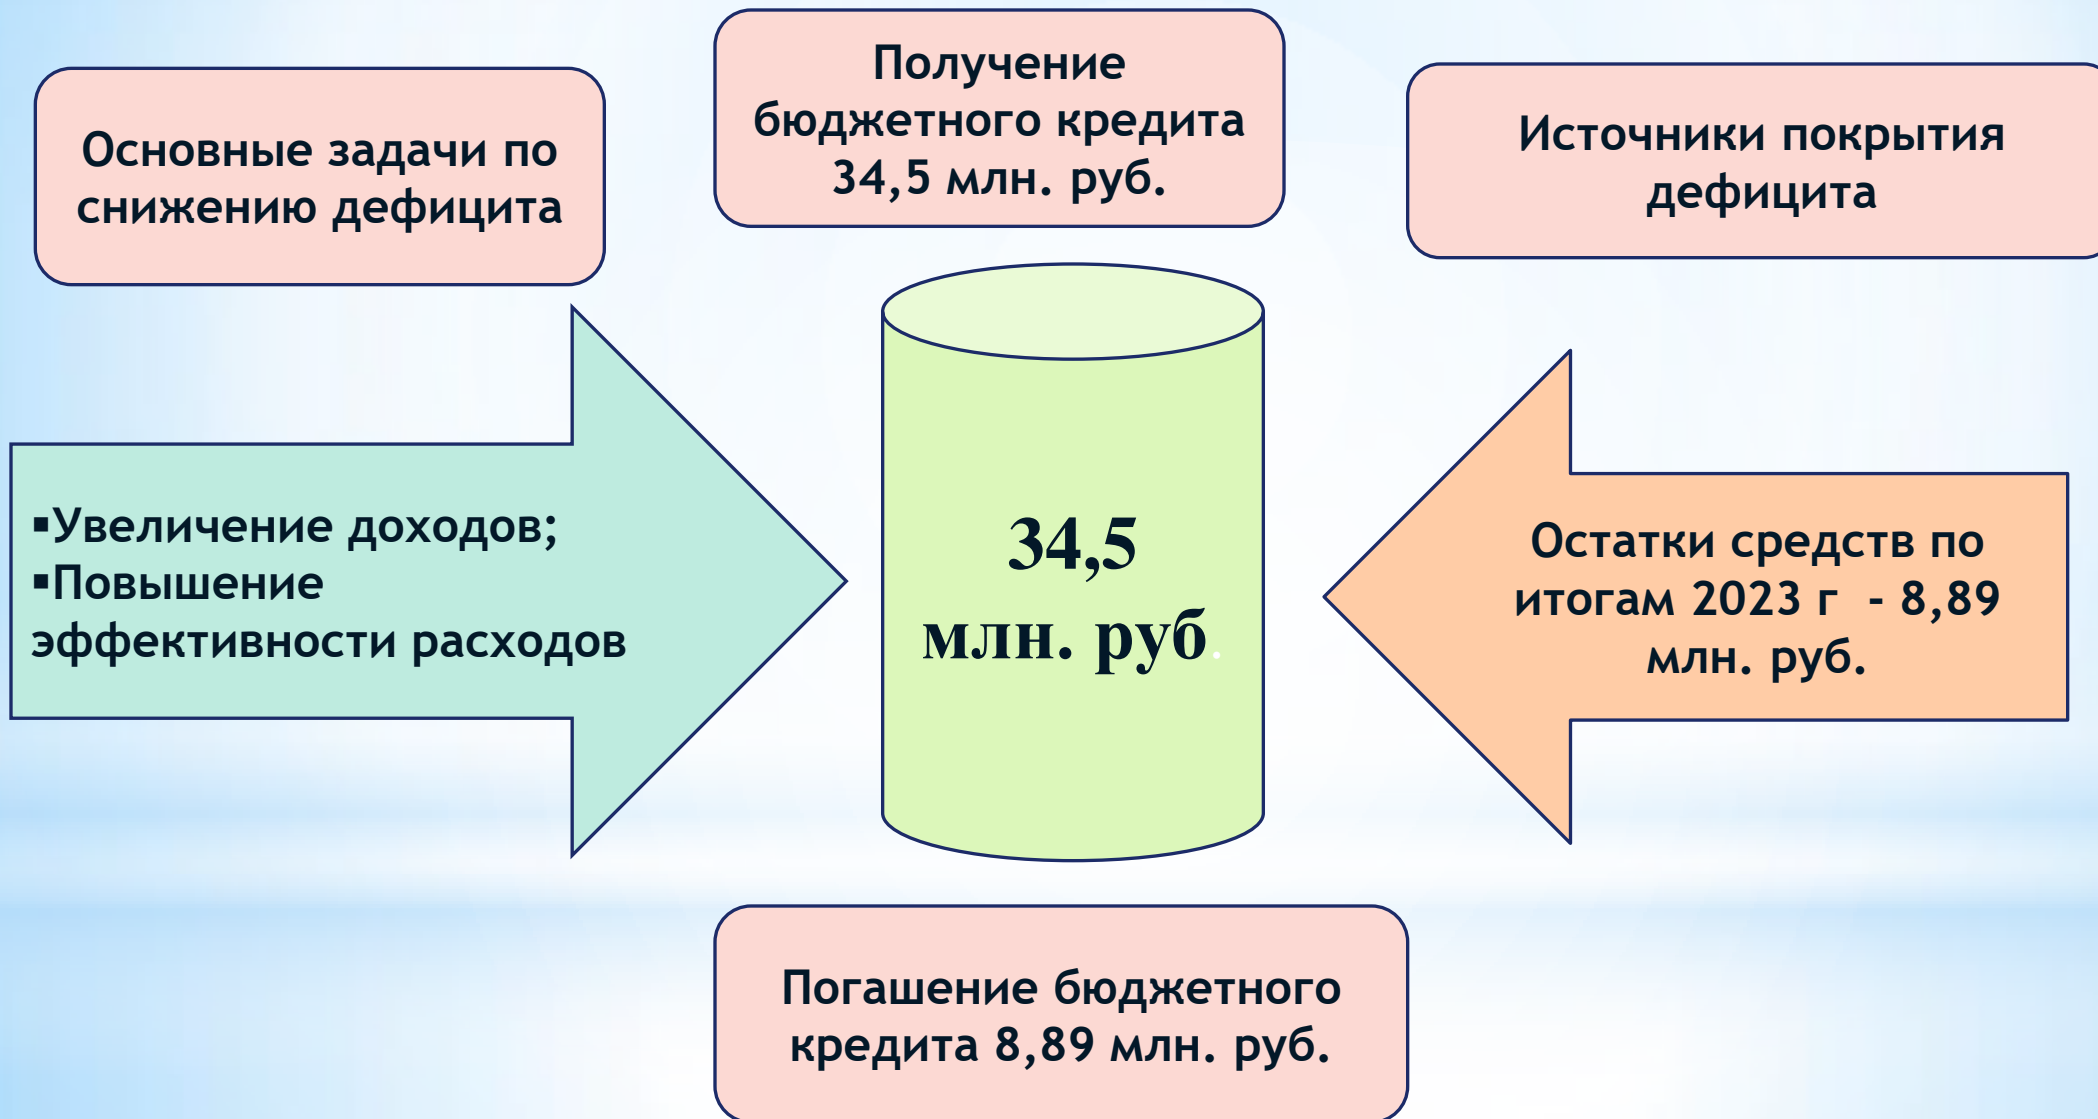 Основные задачи по
снижению дефицита
Получение
бюджетного кредита
34,5 млн. руб.
Источники покрытия
дефицита
▪Увеличение доходов;
▪Повышение
эффективности расходов
34,5
млн. руб.
Остатки средств по
итогам 2023 г - 8,89
млн. руб.
Погашение бюджетного
кредита 8,89 млн. руб.